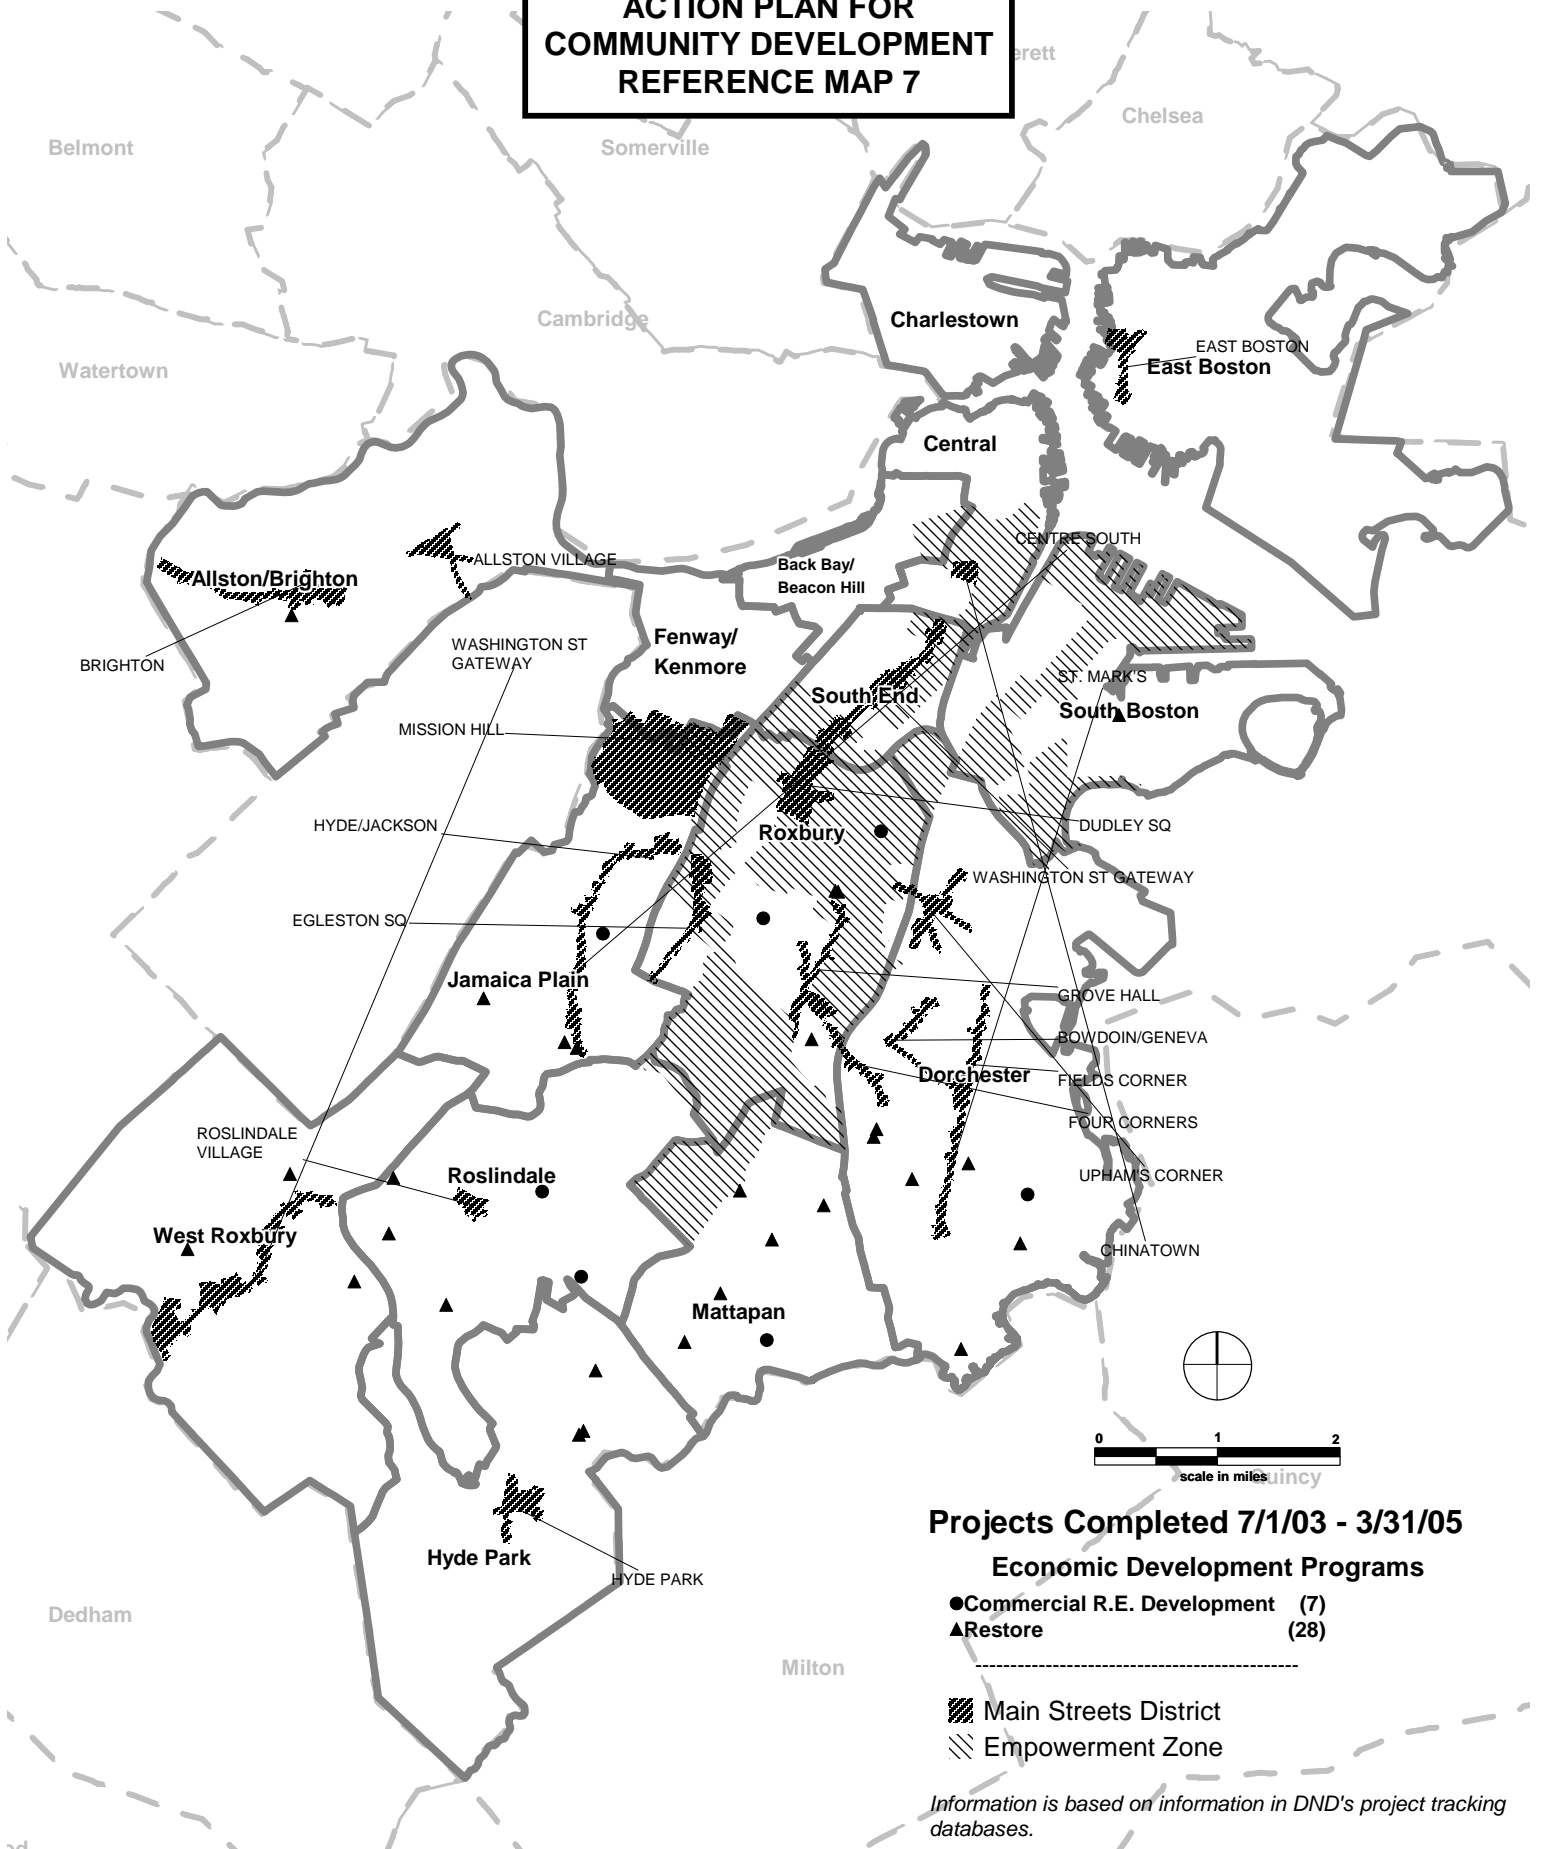 ACTION PLAN FOR
COMMUNITY DEVELOPMENT
REFERENCE MAP 7
erett
Chelsea
Belmont
Somerville
Cambridge
Charlestown
EAST BOSTON
East Boston
Watertown
Central
CENTRE SOUTH
ALLSTON VILLAGE
Back Bay/
Beacon Hill
Allston/Brighton
BRIGHTON
WASHINGTON ST
GATEWAY
Fenway/
Kenmore
ST. MARK'S
South End
South Boston
MISSION HILL
HYDE/JACKSON
Roxbury
DUDLEY SQ
WASHINGTON ST GATEWAY
EGLESTON SQ
Jamaica Plain
GROVE HALL
BOWDOIN/GENEVA
Dorchester
FIELDS CORNER
FOUR CORNERS
ROSLINDALE
VILLAGE
Roslindale
UPHAM'S CORNER
West Roxbury
CHINATOWN
Mattapan
0 1 2
scale in miles
Quincy
Projects Completed 7/1/03 - 3/31/05
Hyde Park
HYDE PARK
Economic Development Programs
Commercial R.E. Development (7)
Restore (28)
----------------------------------------------
Dedham
Milton
Main Streets District
Empowerment Zone
Information is based on information in DND's project tracking
databases.